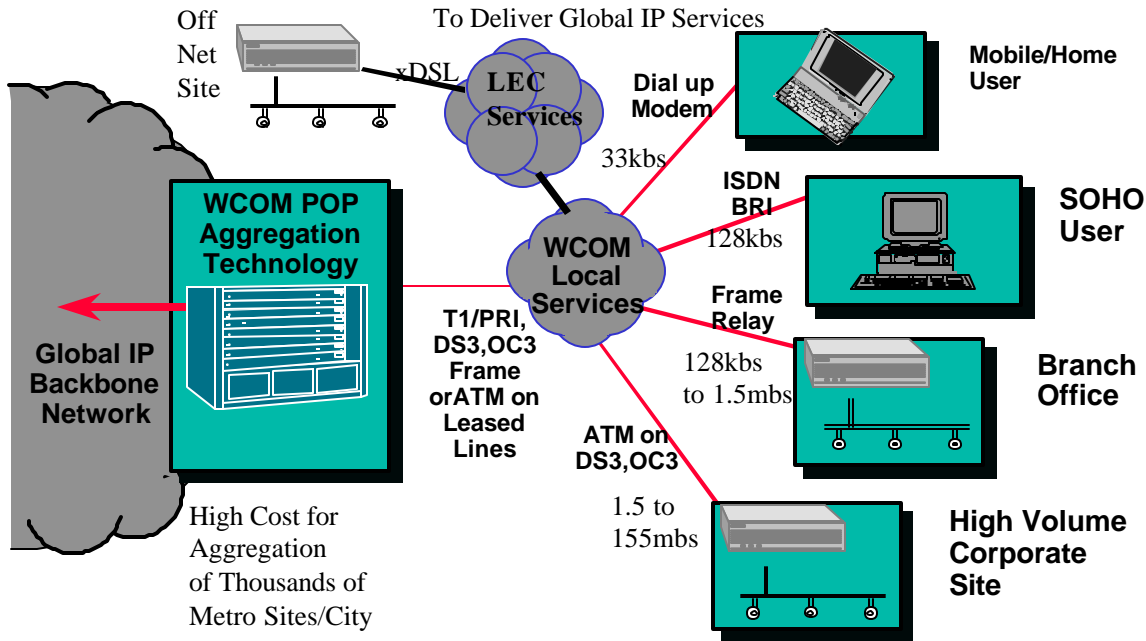 To Deliver Global IP Services
Off
Net
Site
xDSL
LEC
Services
Dial up
Modem
33kbs
Mobile/Home
User
ISDN
BRI
128kbs
SOHO
User
WCOM POP
Aggregation
Technology
WCOM
Local
Services
Frame
Relay
128kbs
to 1.5mbs
Branch
Office
Global IP
Backbone
Network
T1/PRI,
DS3,OC3
Frame
orATM on
Leased
Lines
ATM on
DS3,OC3
1.5 to
155mbs
High Volume
Corporate
Site
High Cost for
Aggregation
of Thousands of
Metro Sites/City